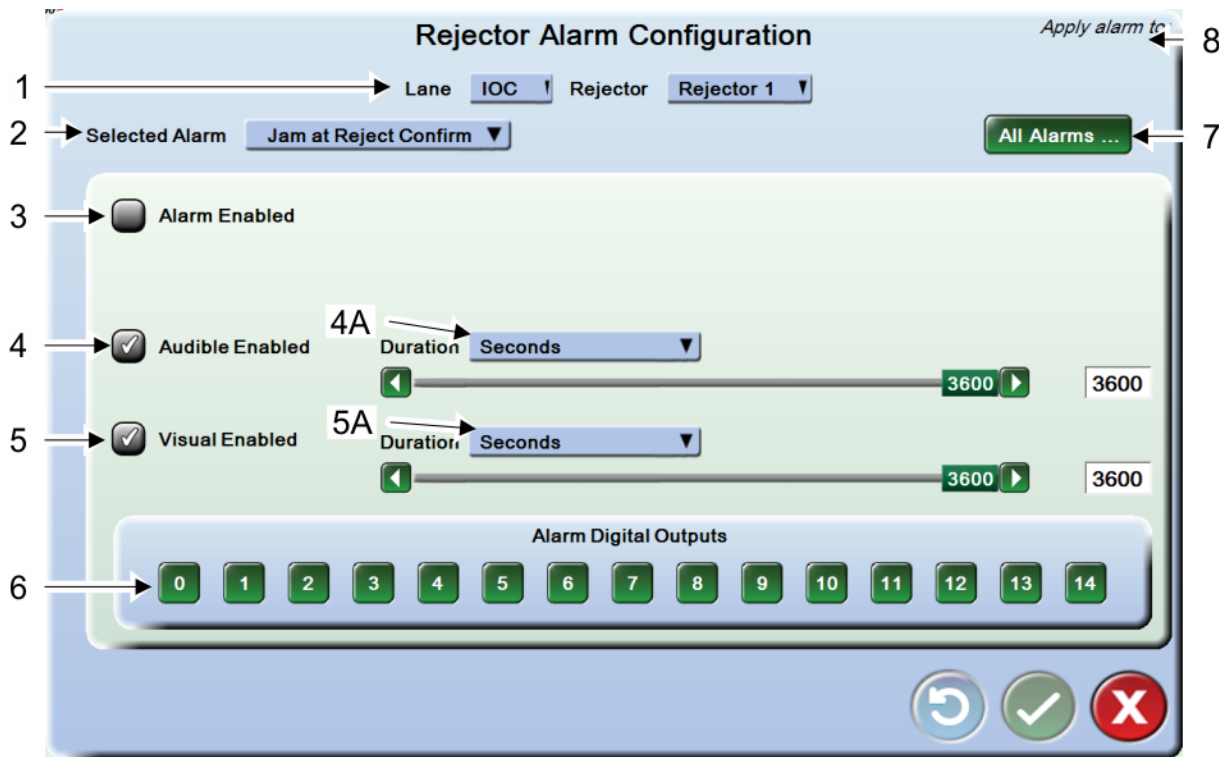 Rejector Alarm Configuration
Apply alarm to:
8
1
Lane IOC Rejector Rejector 1
2
Selected Alarm Jam at Reject Confirm
All Alarms ...
7
3
Alarm Enabled
4A
4
Audible Enabled Duration Seconds
3600 3600
5A
5
Visual Enabled Duration Seconds
3600 3600
Alarm Digital Outputs
6
0 1 2 3 4 5 6 7 8 9 10 11 12 13 14